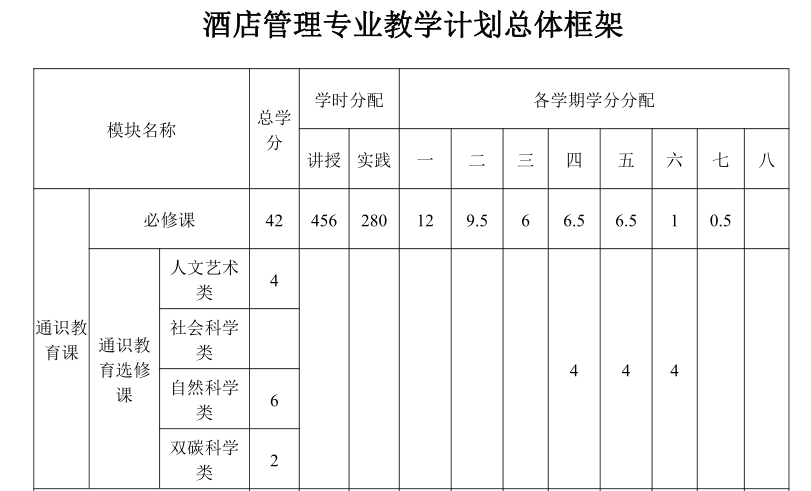 酒店管理专业教学计划总体框架
模块名称 总学分 学时分配 各学期学分分配
讲授 实践 一 二 三 四 五 六 七 八
通识教育课 必修课 42 456 280 12 9.5 6 6.5 6.5 1 0.5
通识教育选修课 人文艺术类 4 4 4 4
社会科学类
自然科学类 6
双碳科学类 2